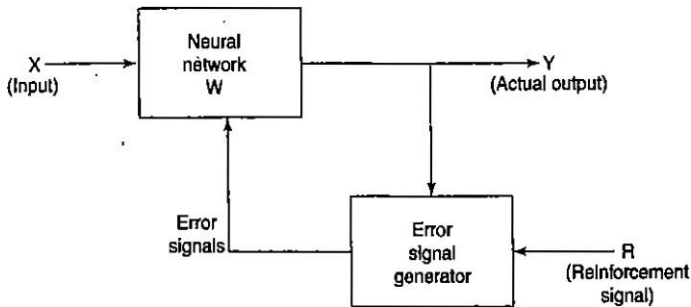 X
(Input)
Neural
network
W
Y
(Actual output)
Error
signals
Error
signal
generator
R
(Reinforcement
signal)